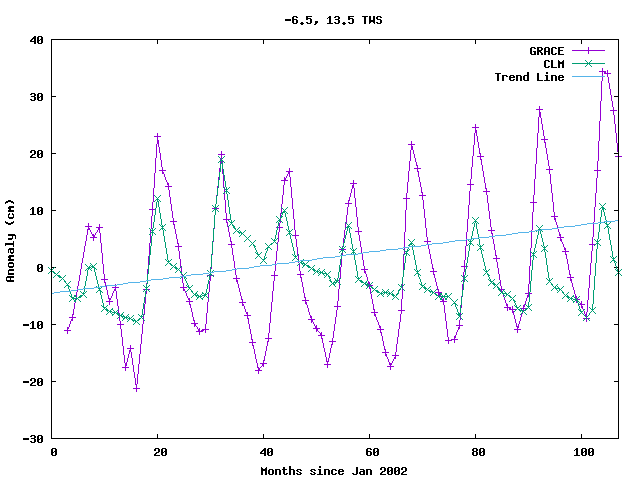 -6.5, 13.5 TWS
GRACE
CLM
Trend Line
40
30
20
10
0
-10
-20
-30
Anomaly (cm)
0 20 40 60 80 100
Months since Jan 2002